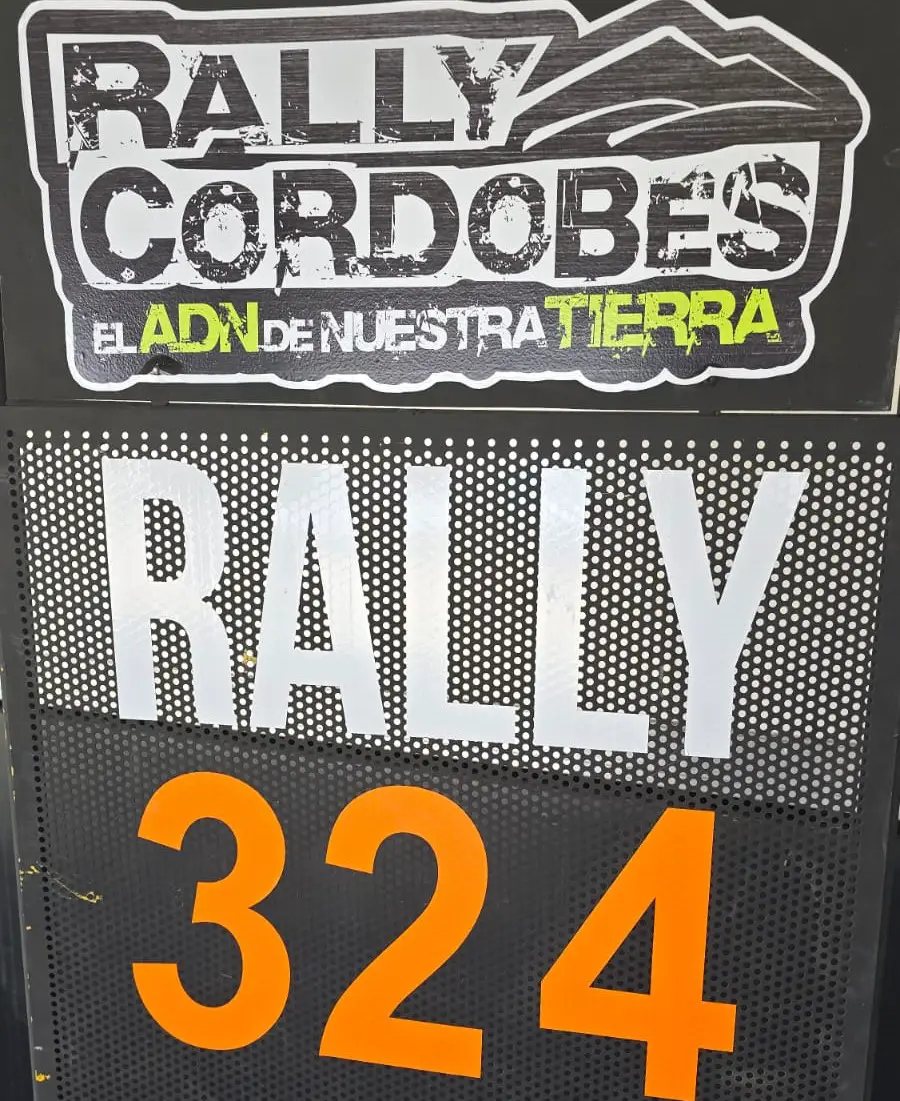 RALLY
CORDOBES
EL ADN DE NUESTRA TIERRA
RALLY
324